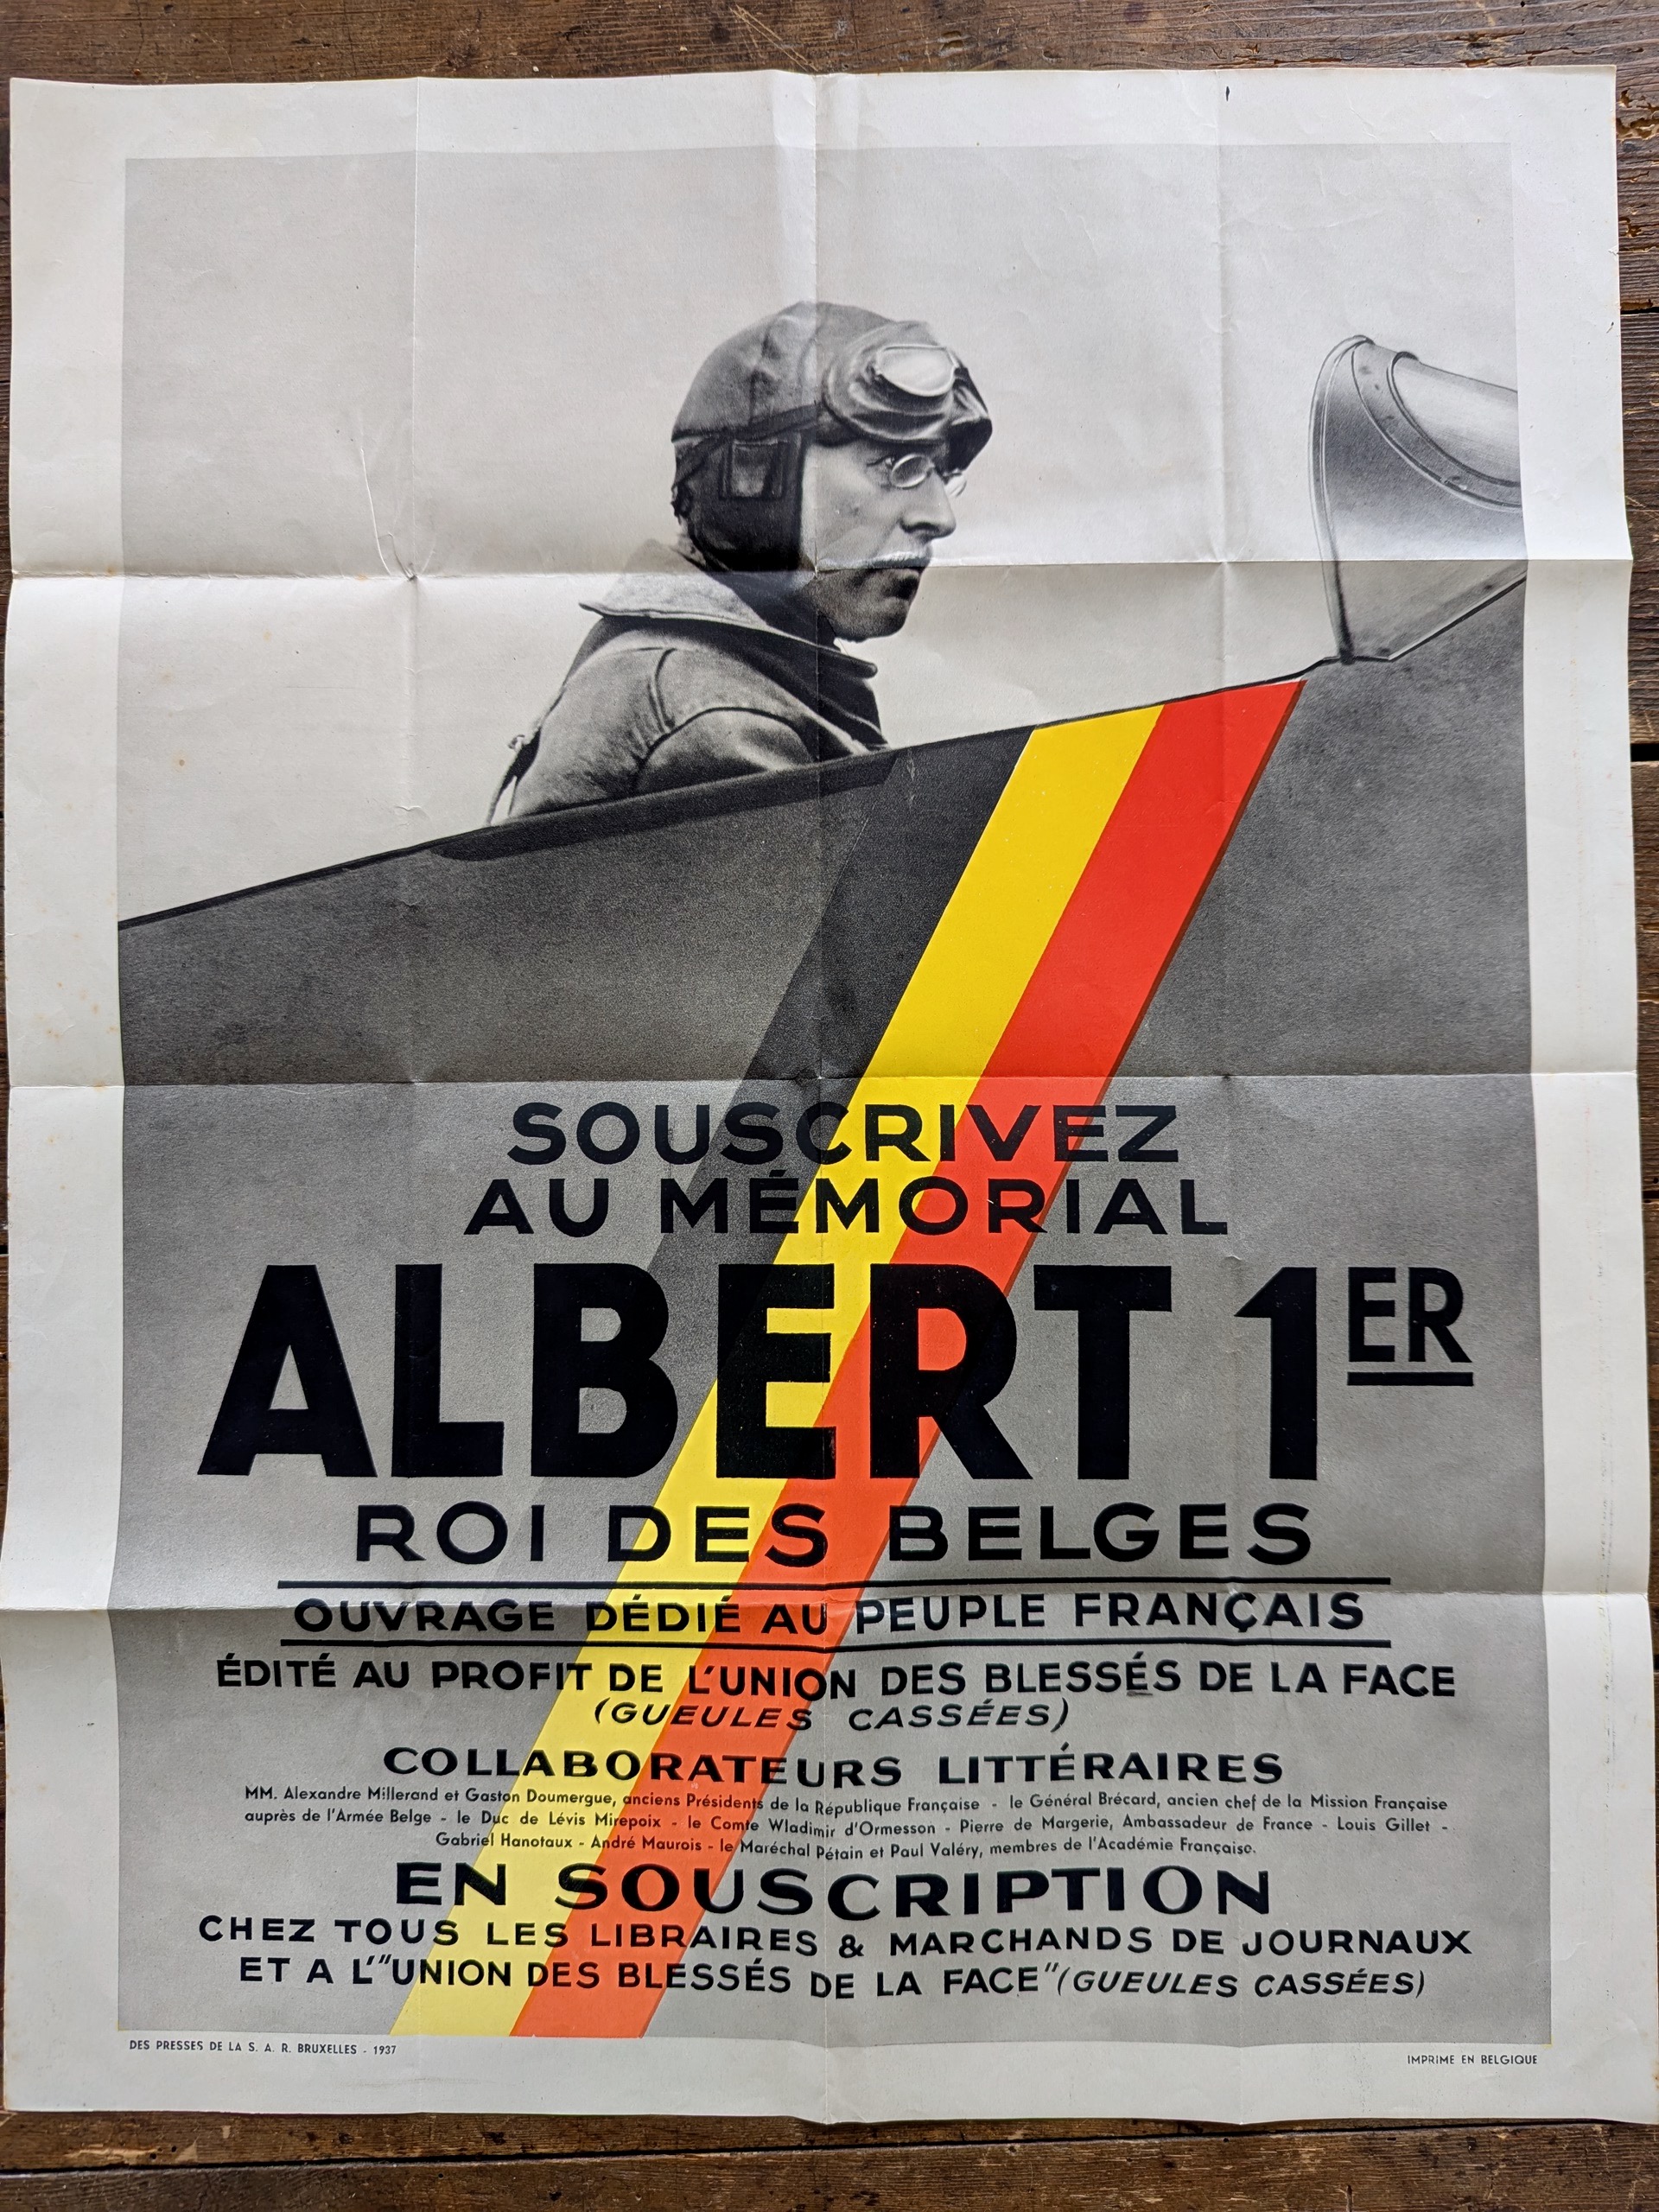 SOUSCRIVEZ
AU MÉMORIAL
ALBERT 1ER
ROI DES BELGES
OUVRAGE DÉDIÉ AU PEUPLE FRANÇAIS
ÉDITÉ AU PROFIT DE L'UNION DES BLESSÉS DE LA FACE
(GUEULES CASSÉES)
COLLABORATEURS LITTÉRAIRES
MM. Alexandre Millerand et Gaston Doumergue, anciens Présidents de la République Française - le Général Brécard, ancien chef de la Mission Française
auprès de l'Armée Belge - le Duc de Lévis Mirepoix - le Comte Wladimir d'Ormesson - Pierre de Margerie, Ambassadeur de France - Louis Gillet -
Gabriel Hanotaux - André Maurois - le Maréchal Pétain et Paul Valéry, membres de l'Académie Française.
EN SOUSCRIPTION
CHEZ TOUS LES LIBRAIRES & MARCHANDS DE JOURNAUX
ET A L'"UNION DES BLESSÉS DE LA FACE" (GUEULES CASSÉES)
DES PRESSES DE LA S. A. R. BRUXELLES - 1937
IMPRIME EN BELGIQUE